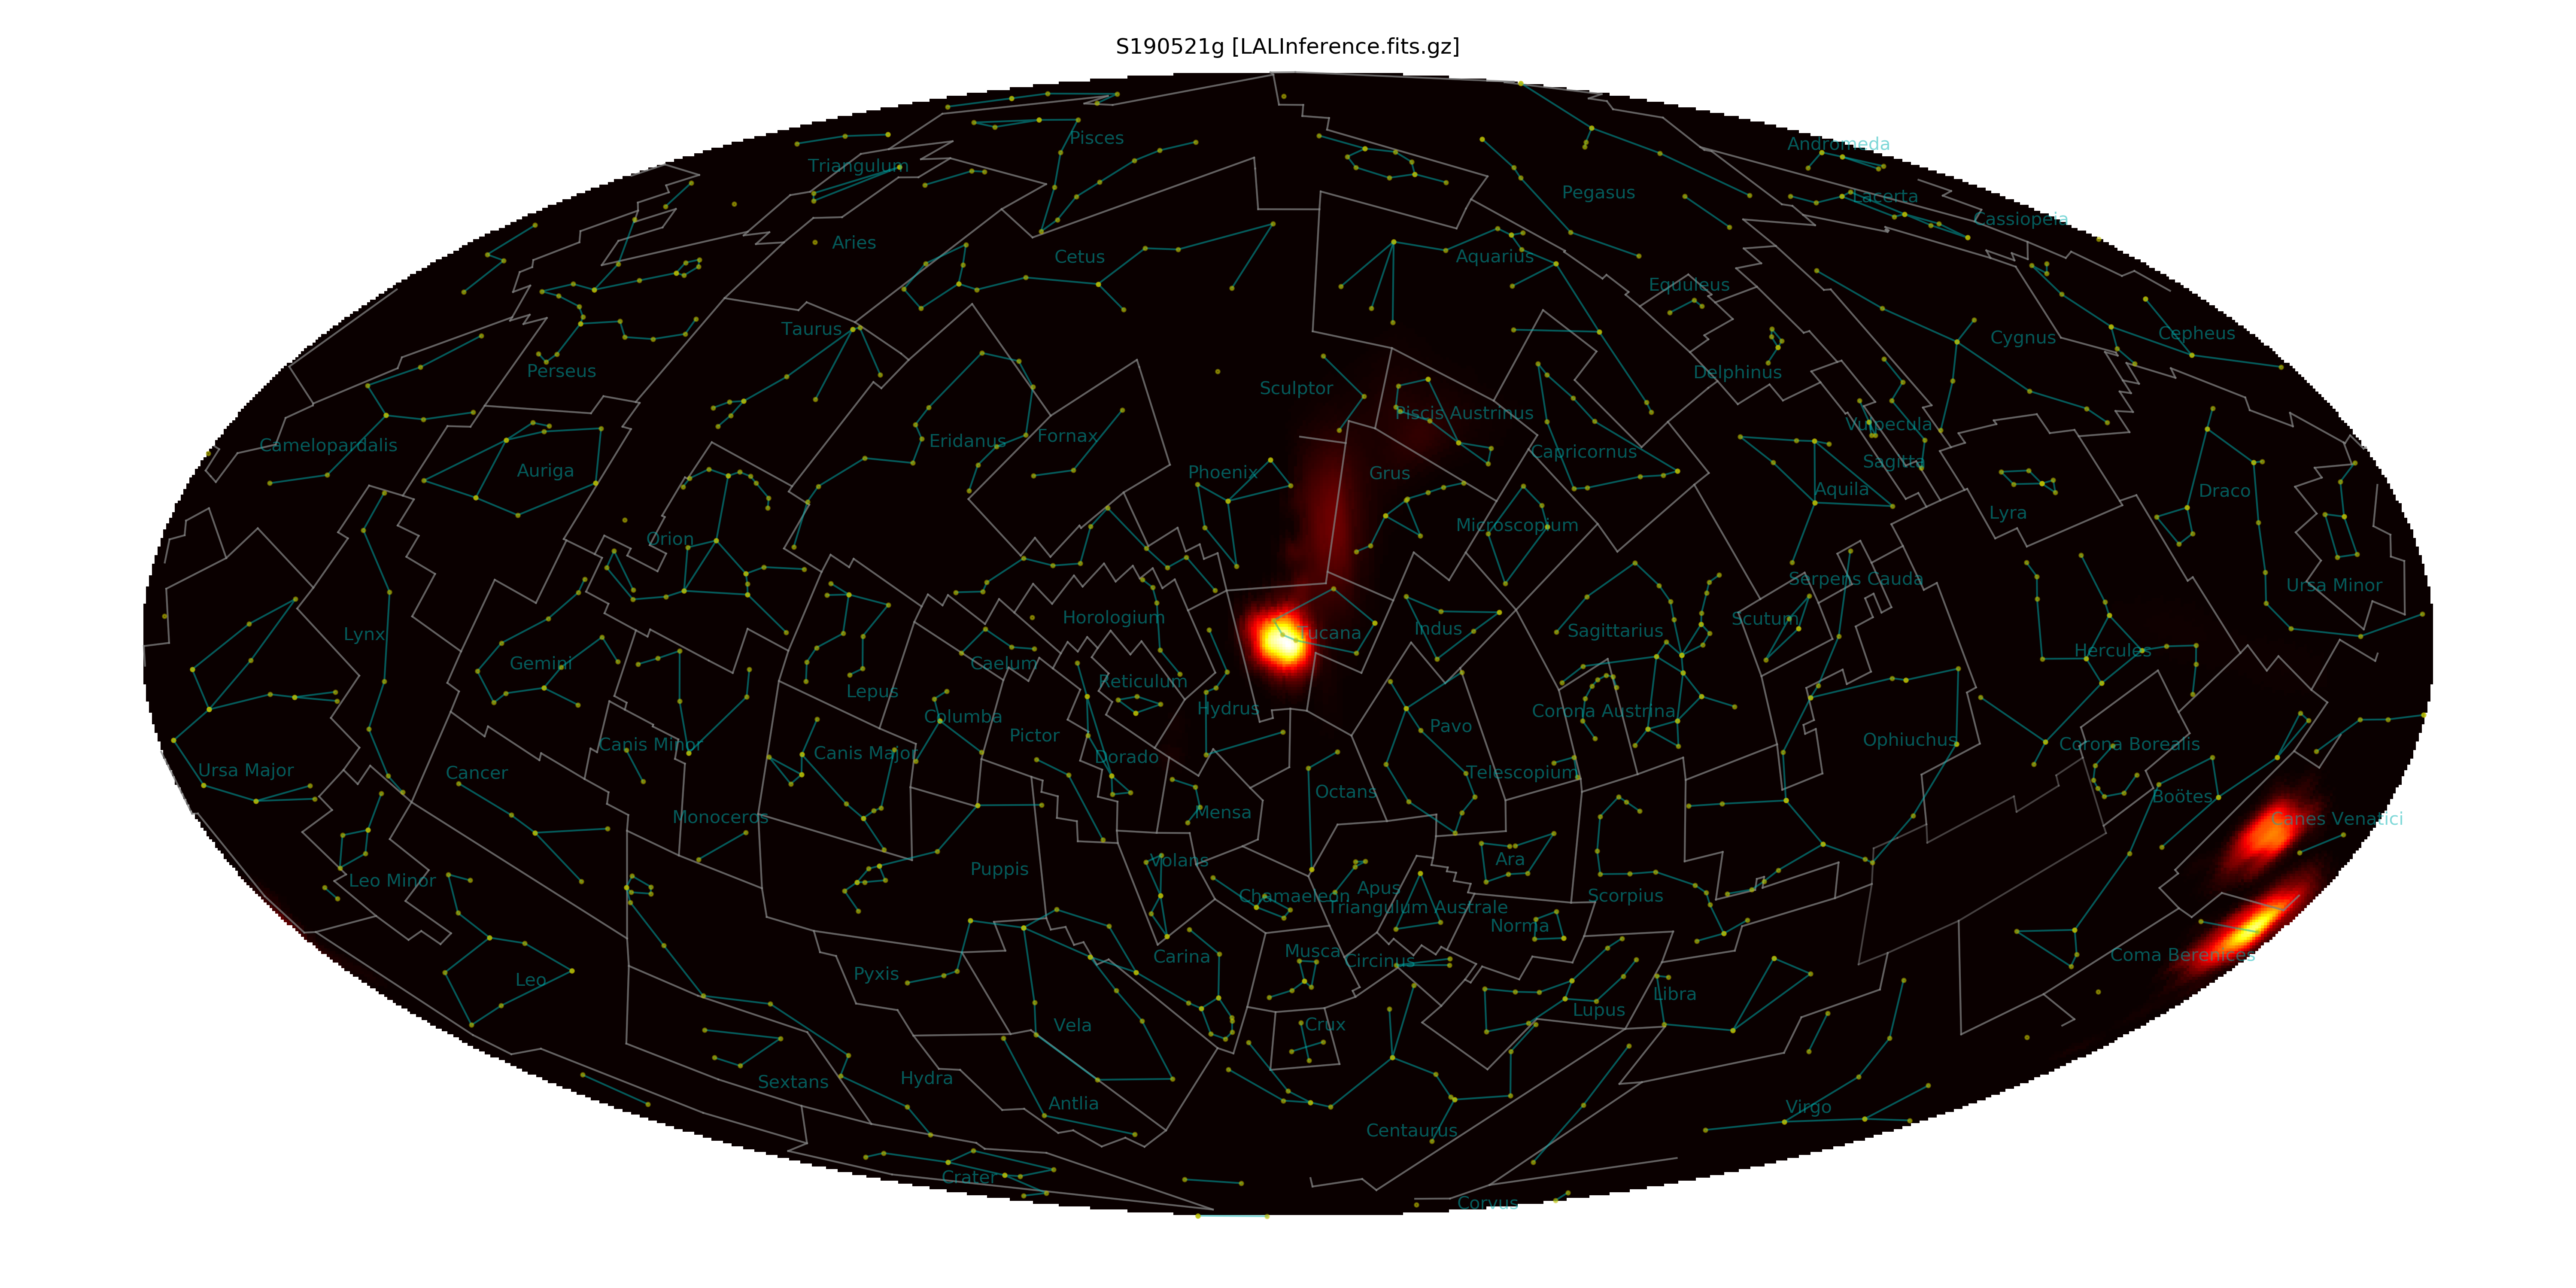 S190521g [LALInference.fits.gz]
Pisces
Andromeda
Triangulum
Pegasus
Lacerta
Cassiopeia
Aries
Cetus
Aquarius
Equuleus
Taurus
Cygnus
Cepheus
Perseus
Delphinus
Sculptor
Piscis Austrinus
Vulpecula
Camelopardalis
Eridanus
Fornax
Capricornus
Sagitta
Auriga
Phoenix
Grus
Aquila
Draco
Lyra
Microscopium
Orion
Serpens Cauda
Ursa Minor
Horologium
Scutum
Lynx
Tucana
Indus
Sagittarius
Hercules
Gemini
Caelum
Reticulum
Lepus
Hydrus
Corona Austrina
Columba
Pavo
Pictor
Ophiuchus
Canis Minor
Corona Borealis
Canis Major
Dorado
Ursa Major
Cancer
Telescopium
Octans
Boötes
Monoceros
Mensa
Canes Venatici
Volans
Ara
Puppis
Leo Minor
Apus
Chamaeleon
Scorpius
Triangulum Australe
Norma
Musca
Carina
Circinus
Coma Berenices
Pyxis
Leo
Libra
Lupus
Vela
Crux
Sextans
Hydra
Antlia
Virgo
Centaurus
Crater
Corvus